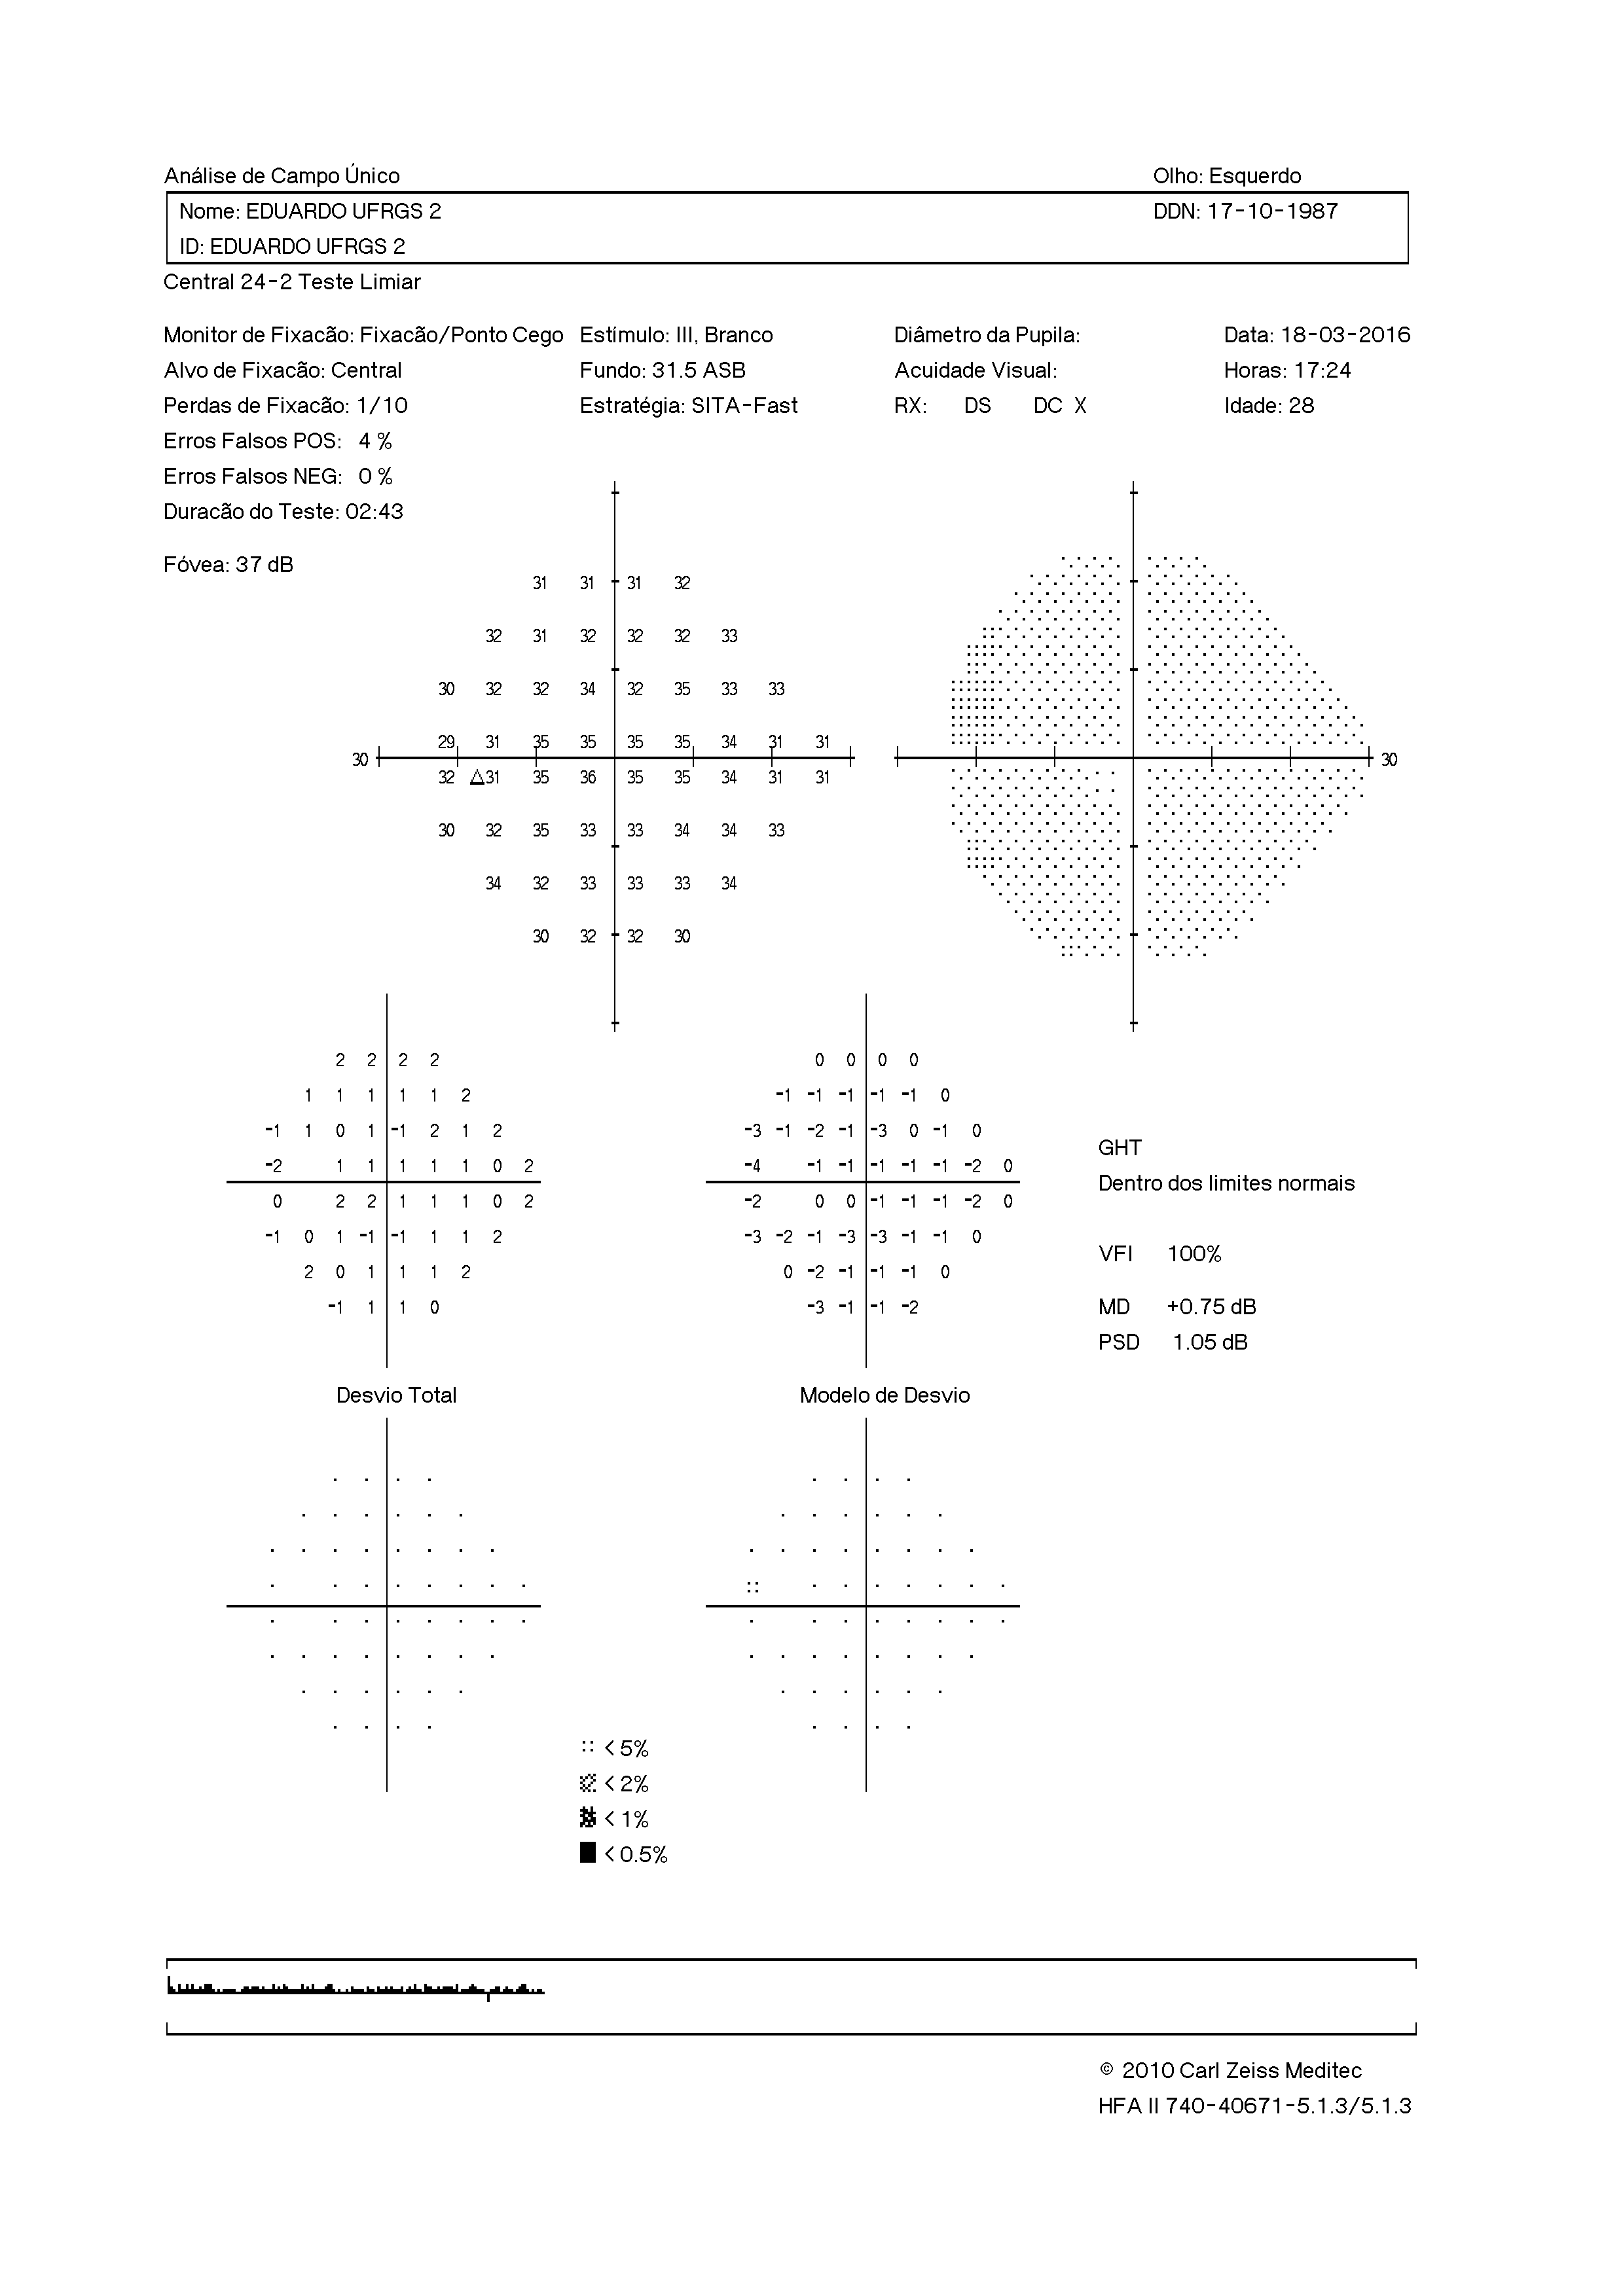 Análise de Campo Único Olho: Esquerdo
Nome: EDUARDO UFRGS 2 DDN: 17-10-1987
ID: EDUARDO UFRGS 2
Central 24-2 Teste Limiar
Monitor de Fixacão: Fixacão/Ponto Cego Estímulo: III, Branco Diâmetro da Pupila: Data: 18-03-2016
Alvo de Fixacão: Central Fundo: 31.5 ASB Acuidade Visual: Horas: 17:24
Perdas de Fixacão: 1/10 Estratégia: SITA-Fast RX: DS DC X Idade: 28
Erros Falsos POS: 4 %
Erros Falsos NEG: 0 %
Duracão do Teste: 02:43
Fóvea: 37 dB
31 31 31 32
32 31 32 32 32 33
30 32 32 34 32 35 33 33
29 31 35 35 35 35 34 31 31
30 30
32 31 35 36 35 35 34 31 31
30 32 35 33 33 34 34 33
34 32 33 33 33 34
30 32 32 30
2 2 2 2 0 0 0 0
1 1 1 1 1 2 -1 -1 -1 -1 -1 0
-1 1 0 1 -1 2 1 2 -3 -1 -2 -1 -3 0 -1 0
GHT
-2 1 1 1 1 1 0 2 -4 -1 -1 -1 -1 -1 -2 0
Dentro dos limites normais
0 2 2 1 1 1 0 2 -2 0 0 -1 -1 -1 -2 0
-1 0 1 -1 -1 1 1 2 -3 -2 -1 -3 -3 -1 -1 0
VFI 100%
2 0 1 1 1 2 0 -2 -1 -1 -1 0
-1 1 1 0 -3 -1 -1 -2 MD +0.75 dB
PSD 1.05 dB
Desvio Total Modelo de Desvio
< 5%
< 2%
< 1%
< 0.5%
© 2010 Carl Zeiss Meditec
HFA II 740-40671-5.1.3/5.1.3